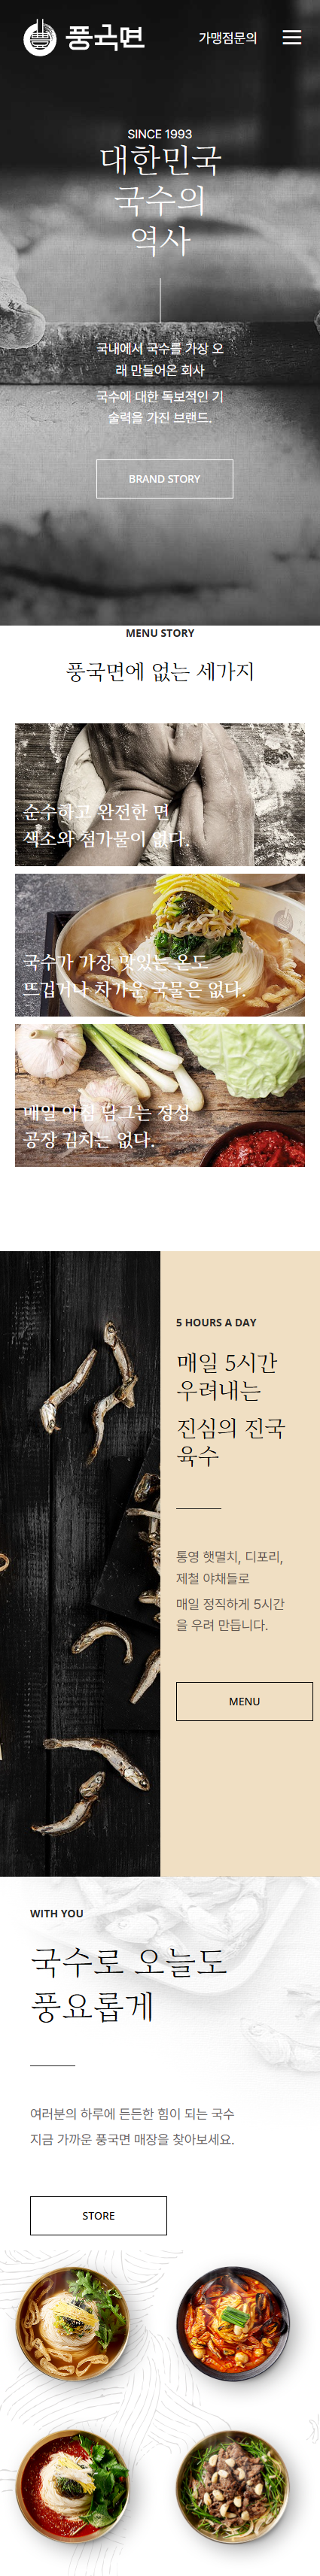 풍국면
가맹점문의
SINCE 1993
대한민국
국수의
역사
국내에서 국수를 가장 오
래 만들어온 회사
국수에 대한 독보적인 기
술력을 가진 브랜드.
BRAND STORY
MENU STORY
풍국면에 없는 세가지
순수하고 완전한 면
색소와 첨가물이 없다.
국수가 가장 맛있는 온도
뜨겁거나 차가운 국물은 없다.
매일 아침 담그는 정성
공장 김치는 없다.
5 HOURS A DAY
매일 5시간
우려내는
진심의 진국
육수
통영 햇멸치, 디포리,
제철 야채들로
매일 정직하게 5시간
을 우려 만듭니다.
MENU
WITH YOU
국수로 오늘도
풍요롭게
여러분의 하루에 든든한 힘이 되는 국수
지금 가까운 풍국면 매장을 찾아보세요.
STORE